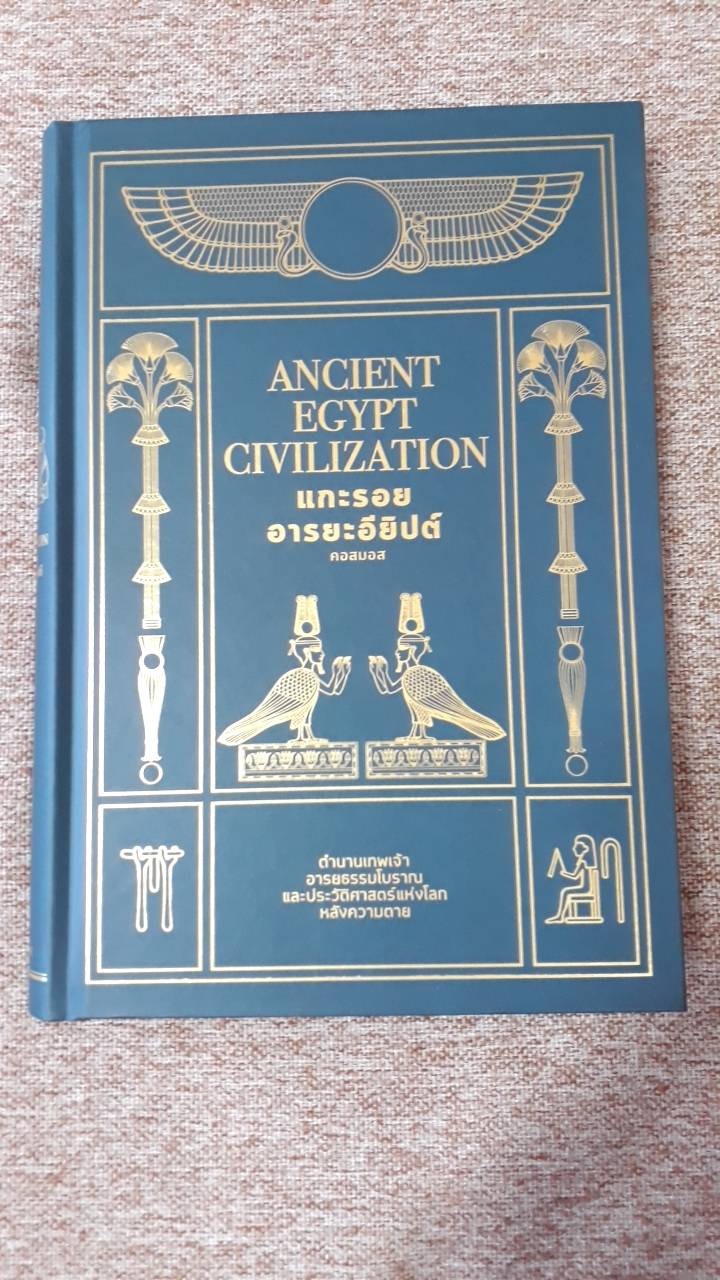 ANCIENT
EGYPT
CIVILIZATION
แกะรอย
อารยะอียิปต์
คอสมอส
ตำนานเทพเจ้า
อารยธรรมโบราณ
และประวัติศาสตร์แห่งโลก
หลังความตาย